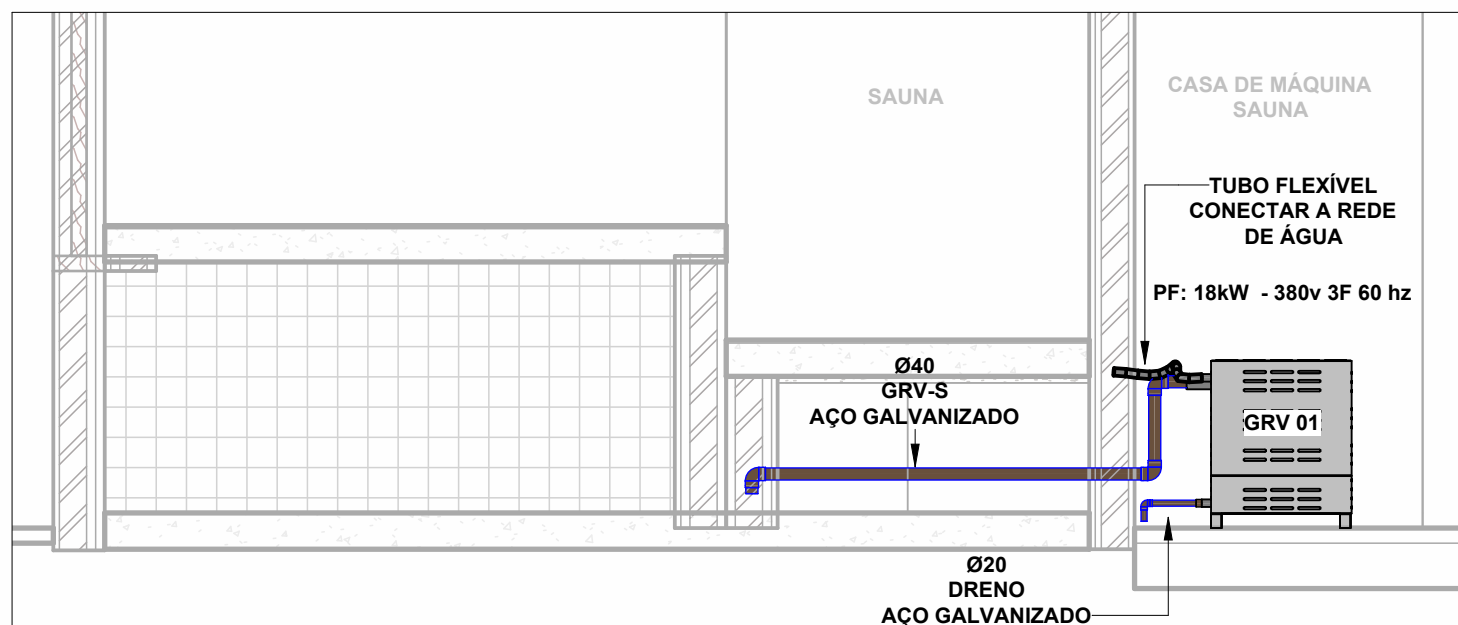 SAUNA
CASA DE MÁQUINA
SAUNA
TUBO FLEXÍVEL
CONECTAR A REDE
DE ÁGUA
PF: 18kW - 380v 3F 60 hz
Ø40
GRV-S
AÇO GALVANIZADO
GRV 01
Ø20
DRENO
AÇO GALVANIZADO